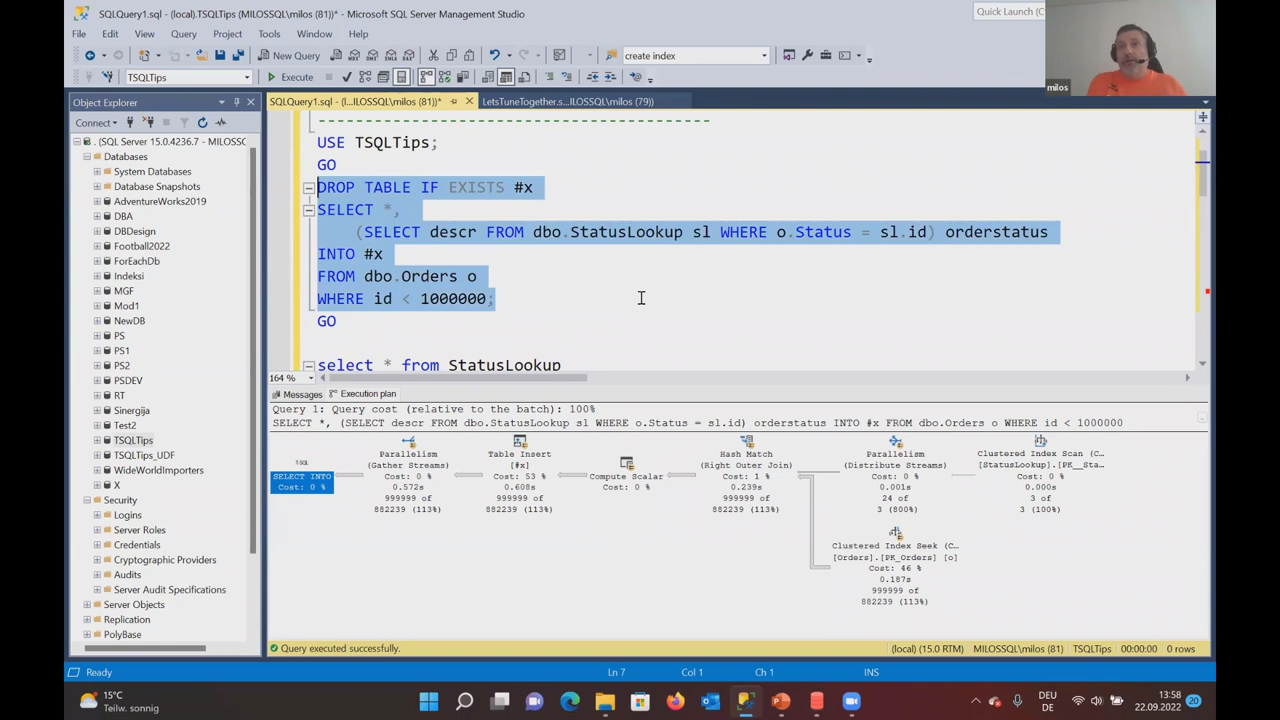 SQLQuery1.sql - (local).TSQLTips (MILOSSQL\milos (81))* - Microsoft SQL Server Management Studio
Quick Launch (C
File Edit View Query Project Tools Window Help
New Query
create index
TSQLTips
Execute
milos
Object Explorer
SQLQuery1.sql - (l...ILOSSQL\milos (81))*
LetsTuneTogether.s...ILOSSQL\milos (79))
Connect
. (SQL Server 15.0.4236.7 - MILOSSC
Databases
System Databases
Database Snapshots
AdventureWorks2019
DBA
DBDesign
Football2022
ForEachDb
Indeksi
MGF
Mod1
NewDB
PS
PS1
PS2
PSDEV
RT
Sinergija
Test2
TSQLTips
TSQLTips_UDF
WideWorldImporters
X
Security
Logins
Server Roles
Credentials
Cryptographic Providers
Audits
Server Audit Specifications
Server Objects
Replication
PolyBase
------------------------------------------
USE TSQLTips;
GO
DROP TABLE IF EXISTS #x
SELECT *,
(SELECT descr FROM dbo.StatusLookup sl WHERE o.Status = sl.id) orderstatus
INTO #x
FROM dbo.Orders o
WHERE id < 1000000;
GO
select * from StatusLookup
164 %
Messages Execution plan
Query 1: Query cost (relative to the batch): 100%
SELECT *, (SELECT descr FROM dbo.StatusLookup sl WHERE o.Status = sl.id) orderstatus INTO #x FROM dbo.Orders o WHERE id < 1000000
T-SQL
SELECT INTO
Cost: 0 %
Parallelism
(Gather Streams)
Cost: 0 %
0.572s
999999 of
882239 (113%)
Table Insert
[#x]
Cost: 53 %
0.608s
999999 of
882239 (113%)
Compute Scalar
Cost: 0 %
Hash Match
(Right Outer Join)
Cost: 1 %
0.239s
999999 of
882239 (113%)
Parallelism
(Distribute Streams)
Cost: 0 %
0.001s
24 of
3 (800%)
Clustered Index Scan (C…
[StatusLookup].[PK__Sta…
Cost: 0 %
0.000s
3 of
3 (100%)
Clustered Index Seek (C…
[Orders].[PK_Orders] [o]
Cost: 46 %
0.187s
999999 of
882239 (113%)
Query executed successfully.
(local) (15.0 RTM) MILOSSQL\milos (81) TSQLTips 00:00:00 0 rows
Ready
Ln 7 Col 1 Ch 1 INS
15°C
Teilw. sonnig
DEU
DE
13:58
22.09.2022
20